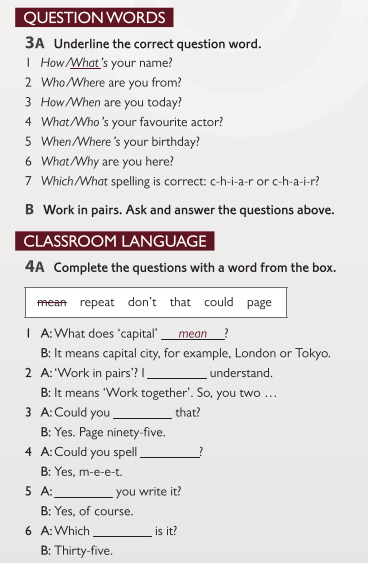 QUESTION WORDS
3A Underline the correct question word.
1 How/What's your name?
2 Who/Where are you from?
3 How/When are you today?
4 What/Who's your favourite actor?
5 When/Where's your birthday?
6 What/Why are you here?
7 Which/What spelling is correct: c-h-i-a-r or c-h-a-i-r?
B Work in pairs. Ask and answer the questions above.
CLASSROOM LANGUAGE
4A Complete the questions with a word from the box.
mean repeat don't that could page
1 A: What does 'capital' mean ?
B: It means capital city, for example, London or Tokyo.
2 A: 'Work in pairs'? I ________ understand.
B: It means 'Work together'. So, you two …
3 A: Could you ________ that?
B: Yes. Page ninety-five.
4 A: Could you spell ________?
B: Yes, m-e-e-t.
5 A: ________ you write it?
B: Yes, of course.
6 A: Which ________ is it?
B: Thirty-five.